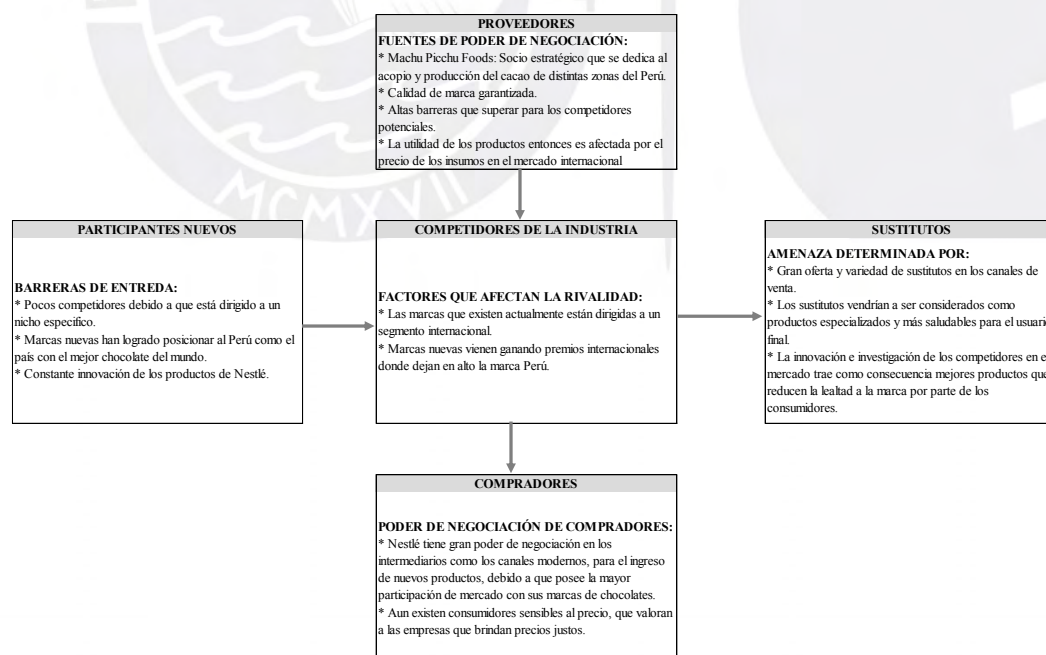 PROVEEDORES
FUENTES DE PODER DE NEGOCIACIÓN:
* Machu Picchu Foods: Socio estratégico que se dedica al
acopio y producción del cacao de distintas zonas del Perú.
* Calidad de marca garantizada.
* Altas barreras que superar para los competidores
potenciales.
* La utilidad de los productos entonces es afectada por el
precio de los insumos en el mercado internacional
MCMXVII
PARTICIPANTES NUEVOS
BARRERAS DE ENTREDA:
* Pocos competidores debido a que está dirigido a un
nicho especifico.
* Marcas nuevas han logrado posicionar al Perú como el
país con el mejor chocolate del mundo.
* Constante innovación de los productos de Nestlé.
COMPETIDORES DE LA INDUSTRIA
FACTORES QUE AFECTAN LA RIVALIDAD:
* Las marcas que existen actualmente están dirigidas a un
segmento internacional.
* Marcas nuevas vienen ganando premios internacionales
donde dejan en alto la marca Perú.
SUSTITUTOS
AMENAZA DETERMINADA POR:
* Gran oferta y variedad de sustitutos en los canales de
venta.
* Los sustitutos vendrían a ser considerados como
productos especializados y más saludables para el usuario
final.
* La innovación e investigación de los competidores en e
mercado trae como consecuencia mejores productos que
reducen la lealtad a la marca por parte de los
consumidores.
COMPRADORES
PODER DE NEGOCIACIÓN DE COMPRADORES:
* Nestlé tiene gran poder de negociación en los
intermediarios como los canales modernos, para el ingreso
de nuevos productos, debido a que posee la mayor
participación de mercado con sus marcas de chocolates.
* Aun existen consumidores sensibles al precio, que valoran
a las empresas que brindan precios justos.